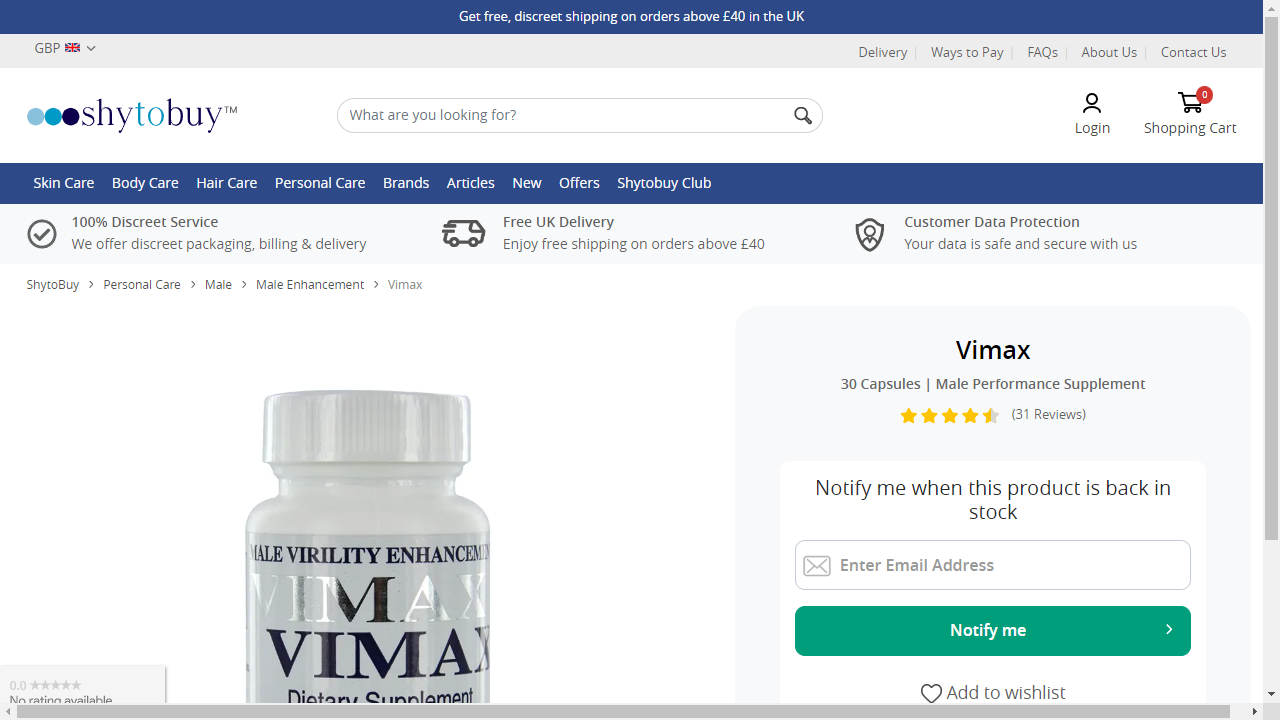 Get free, discreet shipping on orders above £40 in the UK
GBP
Delivery
Ways to Pay
FAQs
About Us
Contact Us
shytobuy™
What are you looking for?
Login
0
Shopping Cart
Skin Care
Body Care
Hair Care
Personal Care
Brands
Articles
New
Offers
Shytobuy Club
100% Discreet Service
We offer discreet packaging, billing & delivery
Free UK Delivery
Enjoy free shipping on orders above £40
Customer Data Protection
Your data is safe and secure with us
ShytoBuy > Personal Care > Male > Male Enhancement > Vimax
MALE VIRILITY ENHANCEMEN
VIMAX
VIMAX
Dietary Supplement
Vimax
30 Capsules | Male Performance Supplement
(31 Reviews)
Notify me when this product is back in
stock
Enter Email Address
Notify me
Add to wishlist
0.0
No rating available